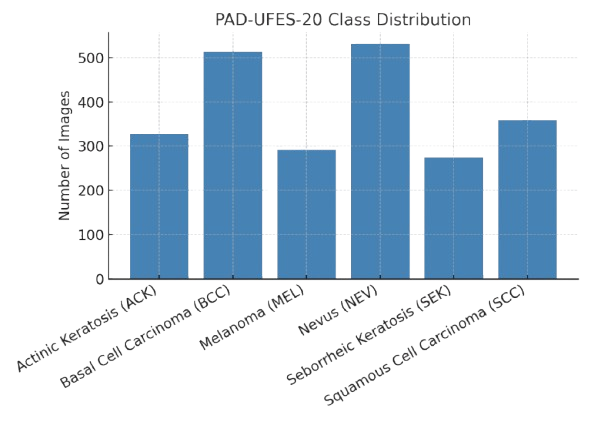 PAD-UFES-20 Class Distribution
Number of Images
500
400
300
200
100
0
Actinic Keratosis (ACK)
Basal Cell Carcinoma (BCC)
Melanoma (MEL)
Nevus (NEV)
Seborrheic Keratosis (SEK)
Squamous Cell Carcinoma (SCC)